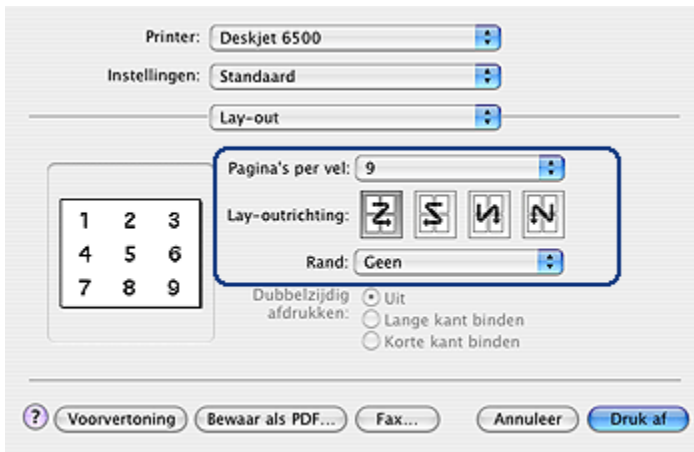 Printer: Deskjet 6500
Instellingen: Standaard
Lay-out
Pagina's per vel: 9
Lay-outrichting:
Rand: Geen
1 2 3
4 5 6
7 8 9
Dubbelzijdig afdrukken: Uit
Lange kant binden
Korte kant binden
? Voorvertoning Bewaar als PDF... Fax... Annuleer Druk af